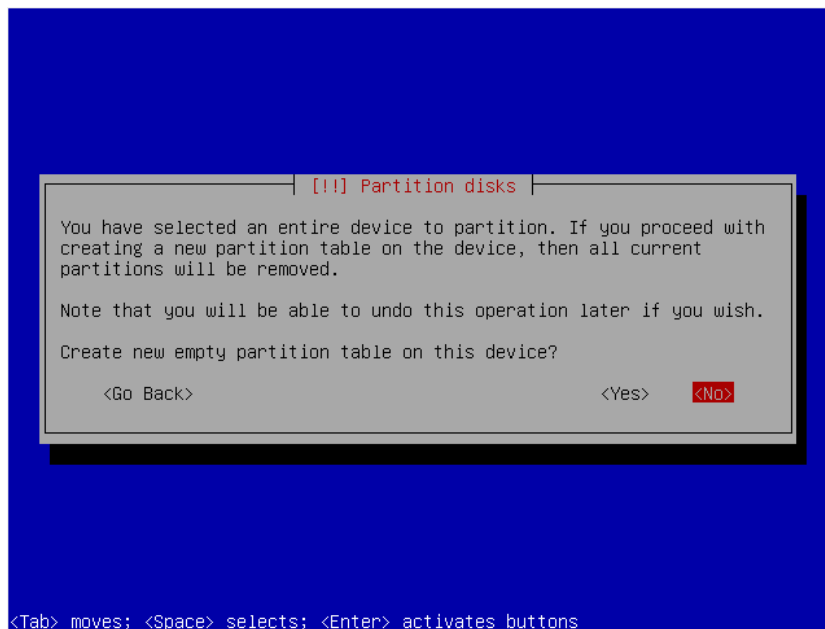 [!!] Partition disks
You have selected an entire device to partition. If you proceed with
creating a new partition table on the device, then all current
partitions will be removed.
Note that you will be able to undo this operation later if you wish.
Create new empty partition table on this device?
<Go Back> <Yes> <No>
<Tab> moves; <Space> selects; <Enter> activates buttons